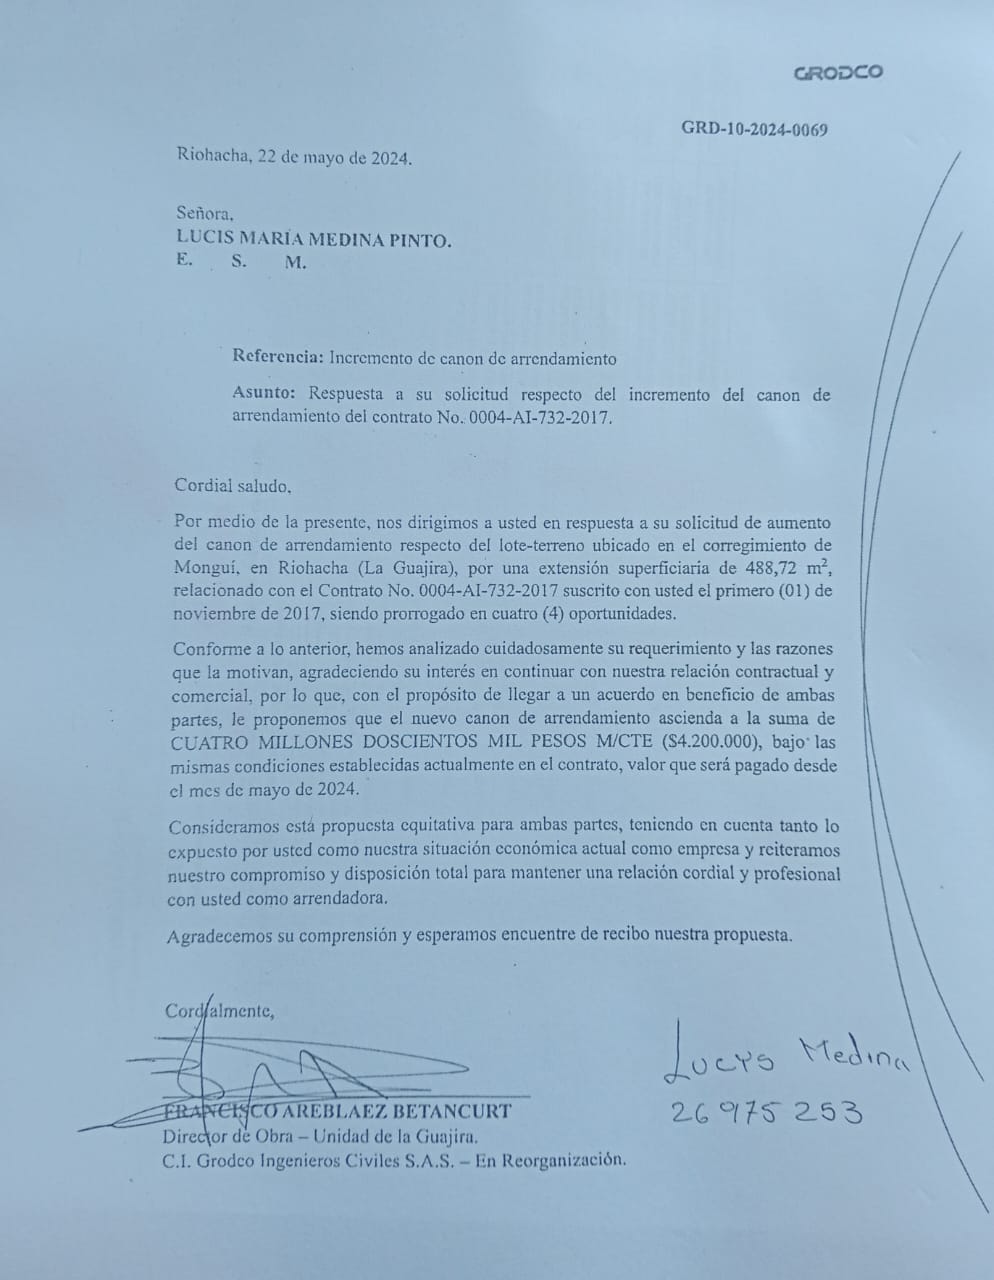 GRODCO
GRD-10-2024-0069
Riohacha, 22 de mayo de 2024.
Señora,
LUCIS MARÍA MEDINA PINTO.
E. S. M.
Referencia: Incremento de canon de arrendamiento
Asunto: Respuesta a su solicitud respecto del incremento del canon de
arrendamiento del contrato No. 0004-AI-732-2017.
Cordial saludo,
Por medio de la presente, nos dirigimos a usted en respuesta a su solicitud de aumento
del canon de arrendamiento respecto del lote-terreno ubicado en el corregimiento de
Monguí, en Riohacha (La Guajira), por una extensión superficiaria de 488,72 m²,
relacionado con el Contrato No. 0004-AI-732-2017 suscrito con usted el primero (01) de
noviembre de 2017, siendo prorrogado en cuatro (4) oportunidades.
Conforme a lo anterior, hemos analizado cuidadosamente su requerimiento y las razones
que la motivan, agradeciendo su interés en continuar con nuestra relación contractual y
comercial, por lo que, con el propósito de llegar a un acuerdo en beneficio de ambas
partes, le proponemos que el nuevo canon de arrendamiento ascienda a la suma de
CUATRO MILLONES DOSCIENTOS MIL PESOS M/CTE ($4.200.000), bajo las
mismas condiciones establecidas actualmente en el contrato, valor que será pagado desde
el mes de mayo de 2024.
Consideramos está propuesta equitativa para ambas partes, teniendo en cuenta tanto lo
expuesto por usted como nuestra situación económica actual como empresa y reiteramos
nuestro compromiso y disposición total para mantener una relación cordial y profesional
con usted como arrendadora.
Agradecemos su comprensión y esperamos encuentre de recibo nuestra propuesta.
Cordialmente,
Lucys Medina
26975253
FRANCISCO AREBLAEZ BETANCURT
Director de Obra – Unidad de la Guajira.
C.I. Grodco Ingenieros Civiles S.A.S. – En Reorganización.